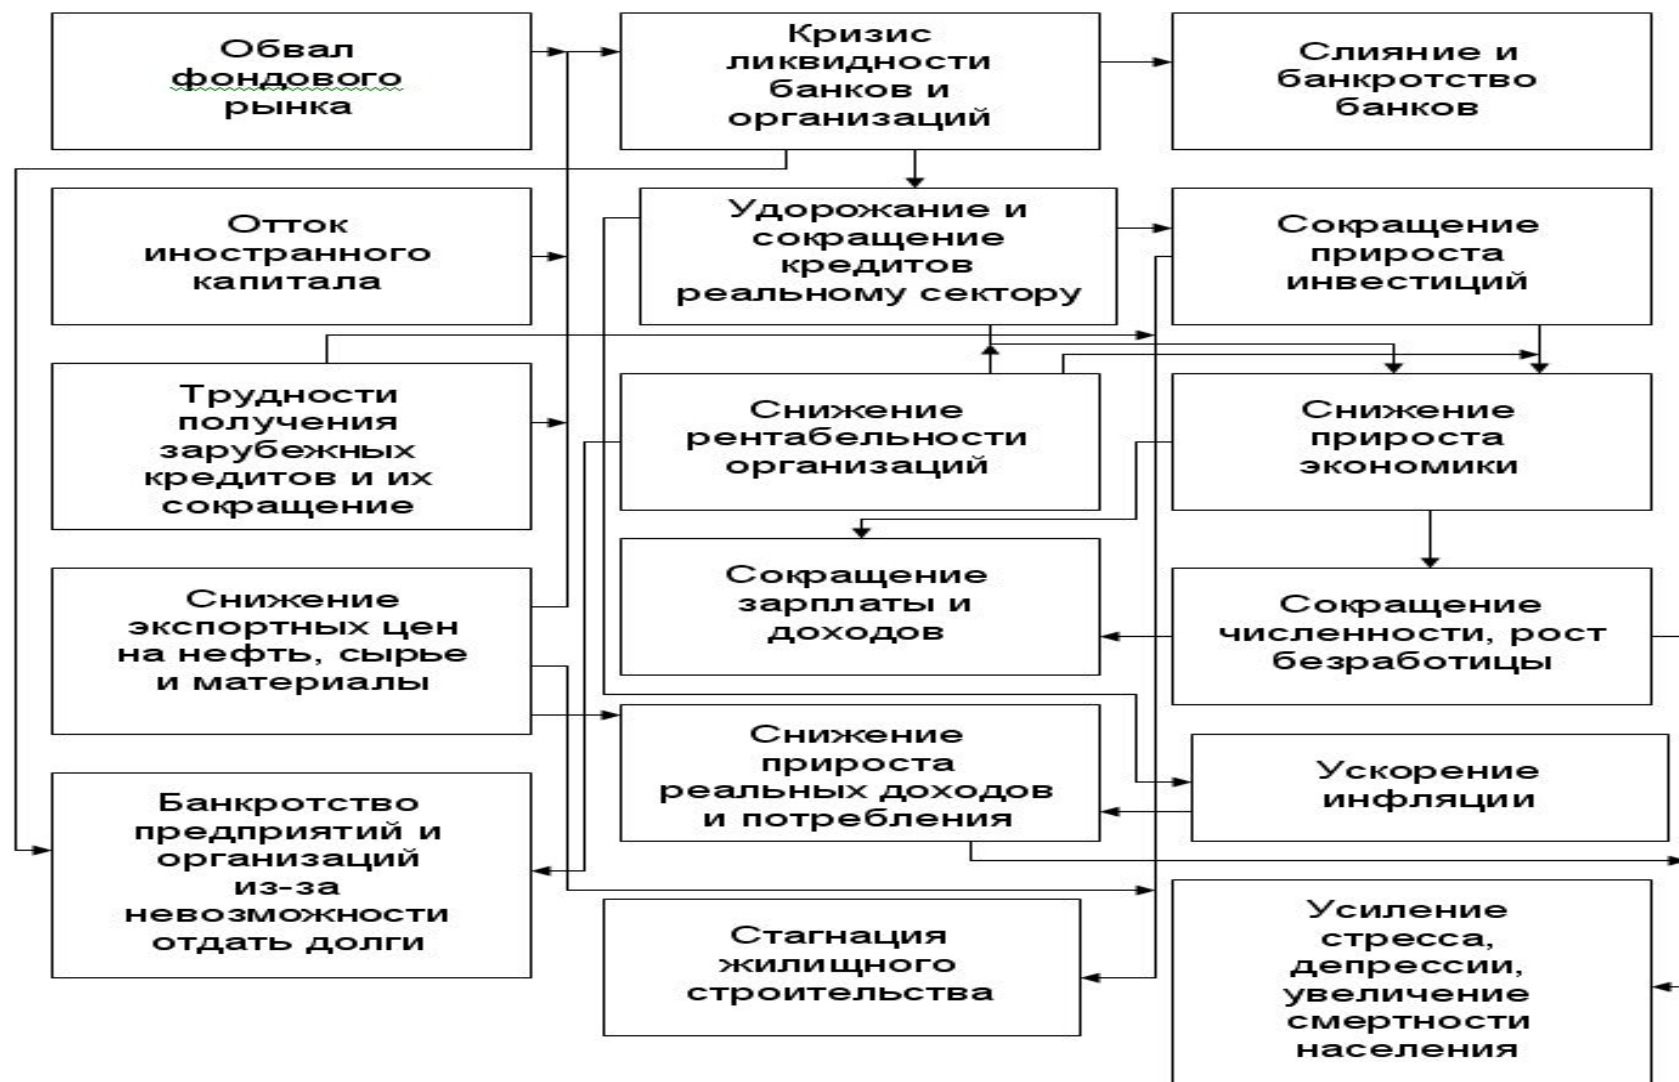 Обвал
фондового
рынка
Кризис
ликвидности
банков и
организаций
Слияние и
банкротство
банков
Отток
иностранного
капитала
Удорожание и
сокращение
кредитов
реальному сектору
Сокращение
прироста
инвестиций
Трудности
получения
зарубежных
кредитов и их
сокращение
Снижение
рентабельности
организаций
Снижение
прироста
экономики
Снижение
экспортных цен
на нефть, сырье
и материалы
Сокращение
зарплаты и
доходов
Сокращение
численности, рост
безработицы
Снижение
прироста
реальных доходов
и потребления
Ускорение
инфляции
Банкротство
предприятий и
организаций
из-за
невозможности
отдать долги
Стагнация
жилищного
строительства
Усиление
стресса,
депрессии,
увеличение
смертности
населения